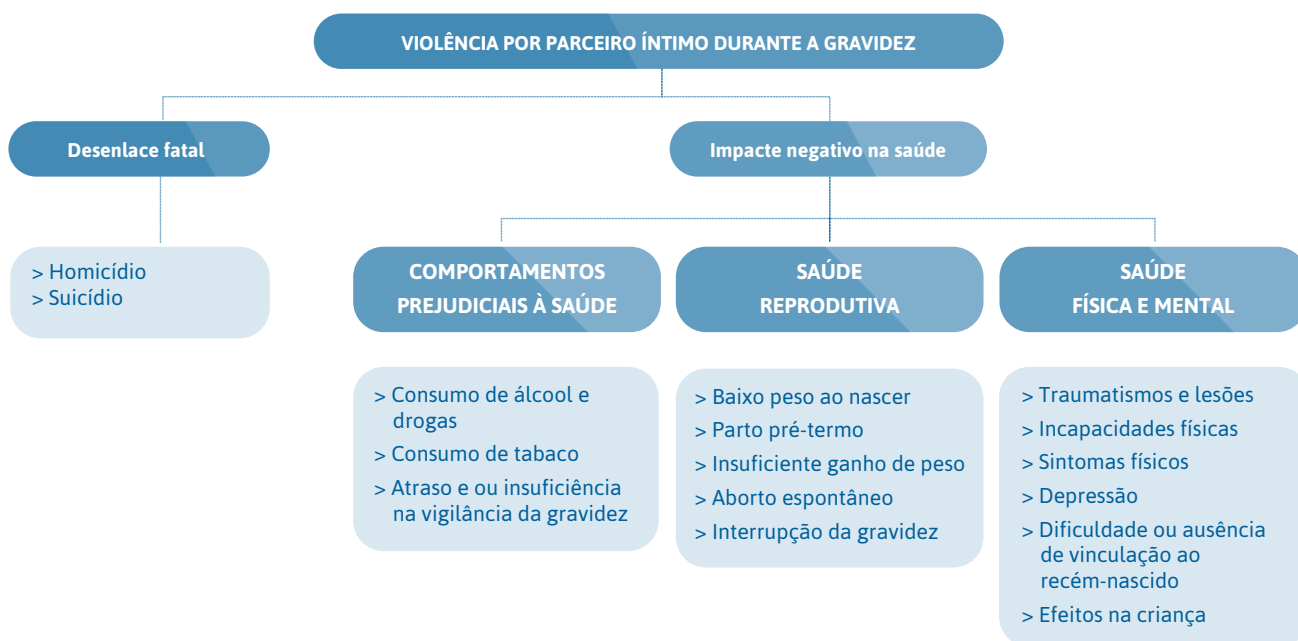 VIOLÊNCIA POR PARCEIRO ÍNTIMO DURANTE A GRAVIDEZ
Desenlace fatal
Impacte negativo na saúde
> Homicídio
> Suicídio
COMPORTAMENTOS
PREJUDICIAIS À SAÚDE
SAÚDE
REPRODUTIVA
SAÚDE
FÍSICA E MENTAL
> Consumo de álcool e
drogas
> Consumo de tabaco
> Atraso e ou insuficiência
na vigilância da gravidez
> Baixo peso ao nascer
> Parto pré-termo
> Insuficiente ganho de peso
> Aborto espontâneo
> Interrupção da gravidez
> Traumatismos e lesões
> Incapacidades físicas
> Sintomas físicos
> Depressão
> Dificuldade ou ausência
de vinculação ao
recém-nascido
> Efeitos na criança